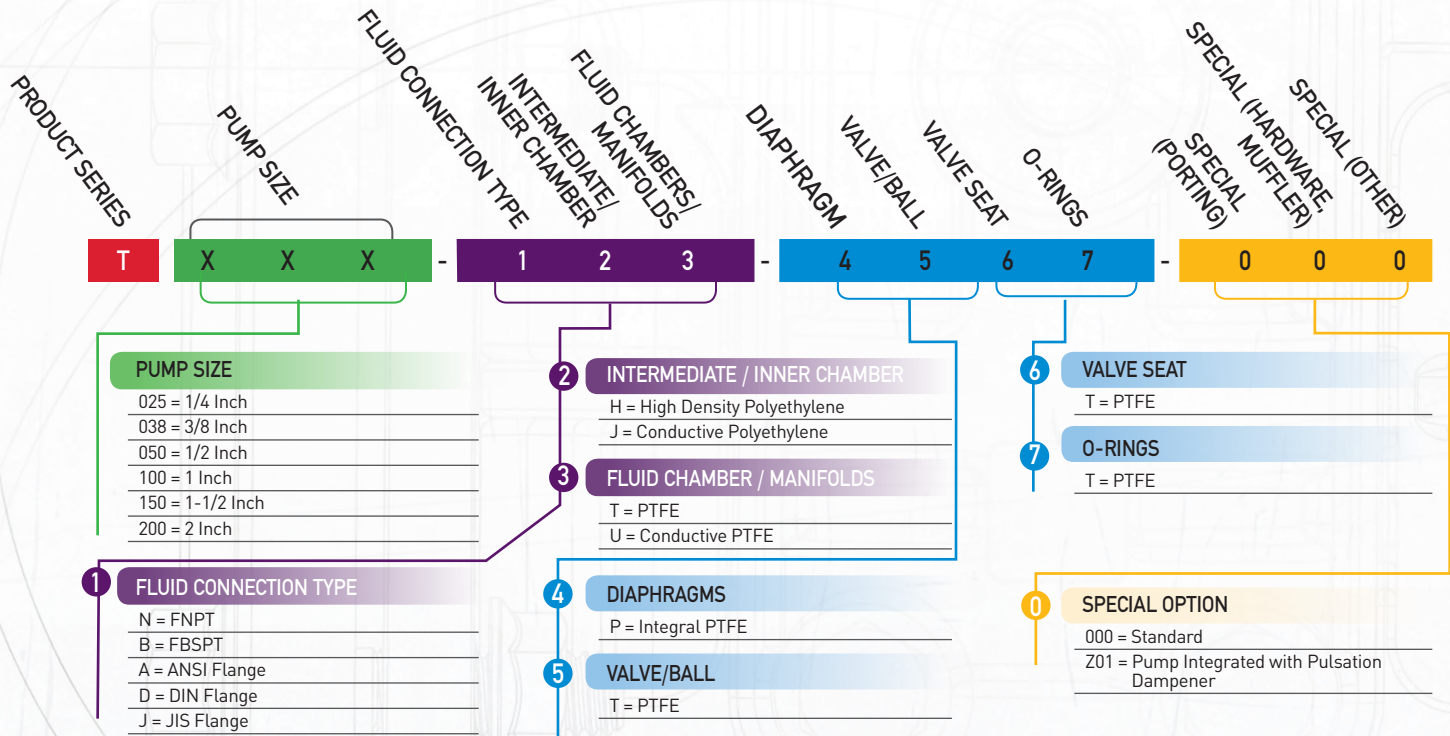 PRODUCT SERIES
PUMP SIZE
FLUID CONNECTION TYPE
INTERMEDIATE/
INNER CHAMBER
FLUID CHAMBERS/
MANIFOLDS
DIAPHRAGM
VALVE/BALL
VALVE SEAT
O-RINGS
SPECIAL
(PORTING)
SPECIAL (HARDWARE,
MUFFLER)
SPECIAL (OTHER)
T X X X - 1 2 3 - 4 5 6 7 - 0 0 0
PUMP SIZE
025 = 1/4 Inch
038 = 3/8 Inch
050 = 1/2 Inch
100 = 1 Inch
150 = 1-1/2 Inch
200 = 2 Inch
1 FLUID CONNECTION TYPE
N = FNPT
B = FBSPT
A = ANSI Flange
D = DIN Flange
J = JIS Flange
2 INTERMEDIATE / INNER CHAMBER
H = High Density Polyethylene
J = Conductive Polyethylene
3 FLUID CHAMBER / MANIFOLDS
T = PTFE
U = Conductive PTFE
4 DIAPHRAGMS
P = Integral PTFE
5 VALVE/BALL
T = PTFE
6 VALVE SEAT
T = PTFE
7 O-RINGS
T = PTFE
0 SPECIAL OPTION
000 = Standard
Z01 = Pump Integrated with Pulsation
Dampener